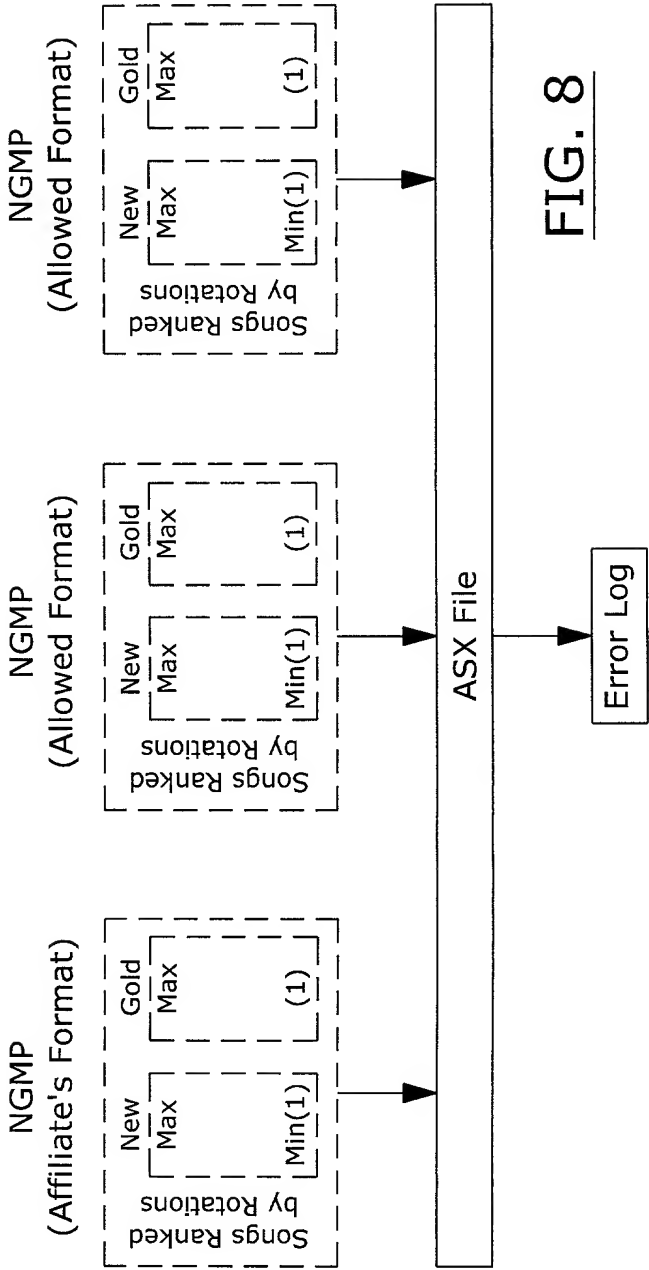 NGMP
(Affiliate's Format)
Songs Ranked
by Rotations
New
Max
Min(1)
Gold
Max
(1)
NGMP
(Allowed Format)
Songs Ranked
by Rotations
New
Max
Min(1)
Gold
Max
(1)
NGMP
(Allowed Format)
Songs Ranked
by Rotations
New
Max
Min(1)
Gold
Max
(1)
ASX File
Error Log
FIG. 8